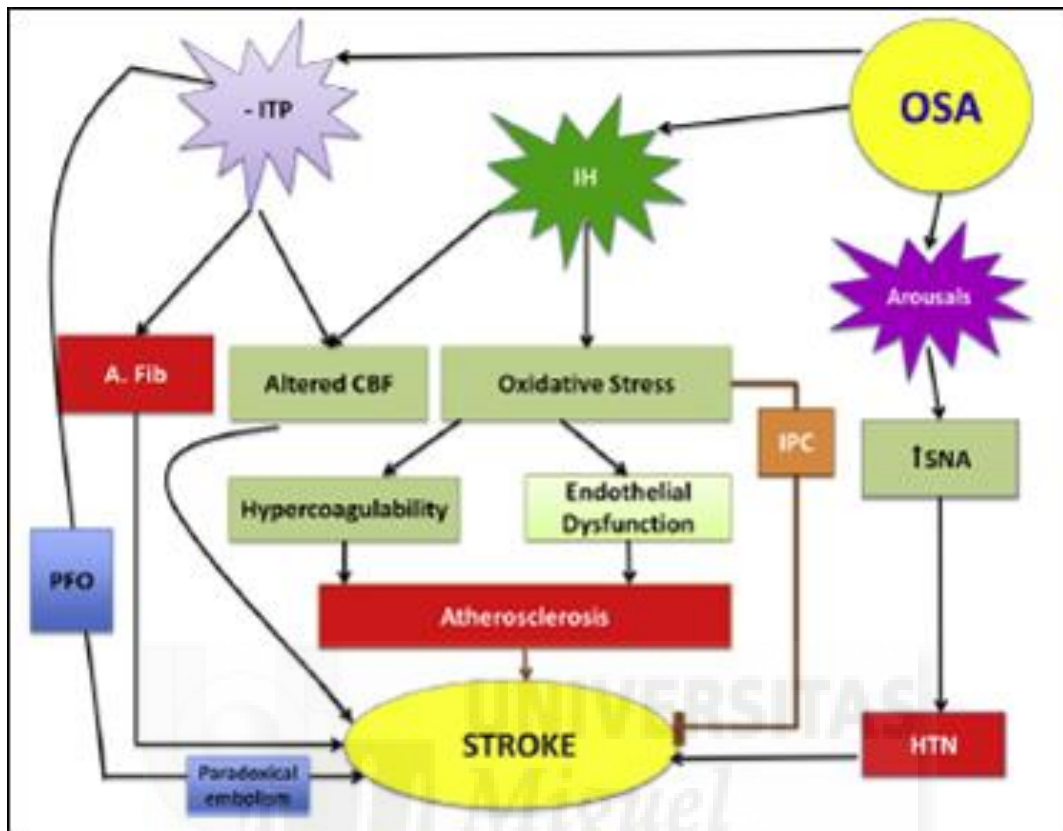 OSA
- ITP
IH
Arousals
A. Fib
Altered CBF
Oxidative Stress
IPC
↑SNA
Hypercoagulability
Endothelial
Dysfunction
PFO
Atherosclerosis
STROKE
HTN
Paradoxical
embolism
UNIVERSITAS
Miguel